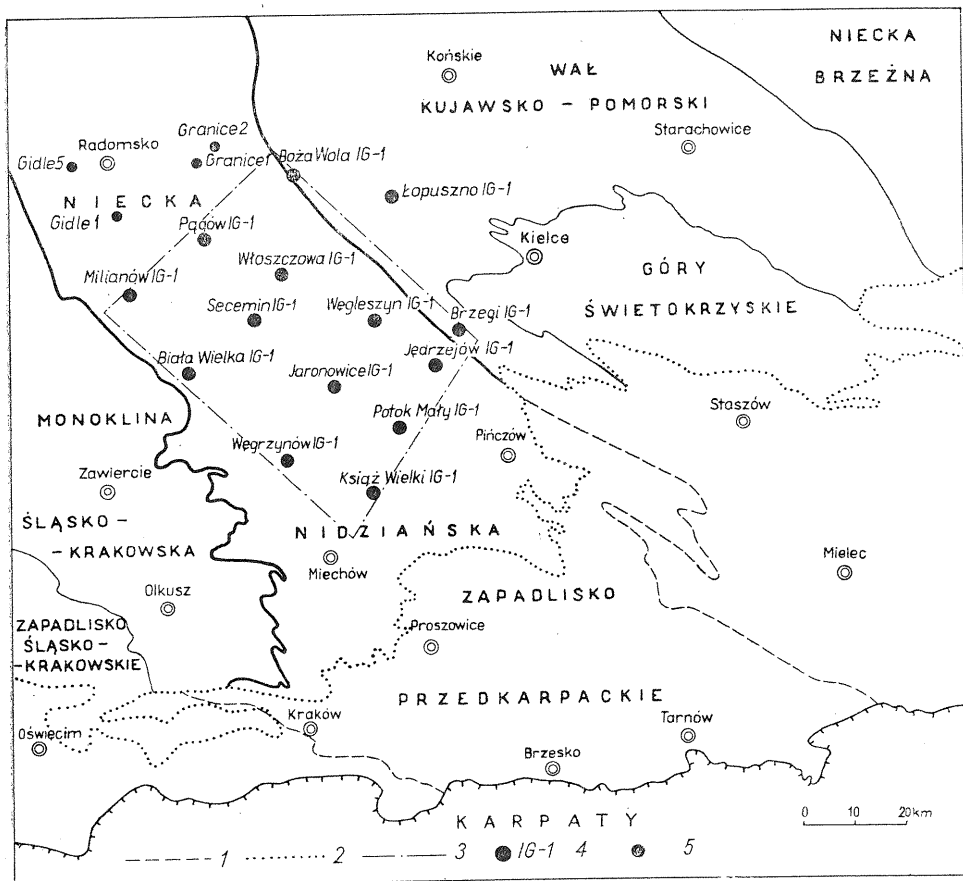 NIECKA
BRZEŻNA
Końskie
WAŁ
KUJAWSKO – POMORSKI
Starachowice
Granice 2
Radomsko
Gidle 5
Granice 1
Boża Wola IG-1
Łopuszno IG-1
NIECKA
Gidle 1
Pągów IG-1
Kielce
Włoszczowa IG-1
GÓRY
Milianów IG-1
Secemin IG-1
Węgleszyn IG-1
Brzegi IG-1
ŚWIETOKRZYSKIE
Jędrzejów IG-1
Biała Wielka IG-1
Jaronowice IG-1
MONOKLINA
Potok Mały IG-1
Staszów
Pińczów
Węgrzynów IG-1
Zawiercie
Książ Wielki IG-1
ŚLĄSKO –
NIDZIAŃSKA
– KRAKOWSKA
Miechów
Mielec
Olkusz
ZAPADLISKO
ZAPADLISKO
ŚLĄSKO –
– KRAKOWSKIE
Proszowice
PRZEDKARPACKIE
Kraków
Tarnów
Oświęcim
Brzesko
0 10 20 km
KARPATY
1 2 3 IG-1 4 5